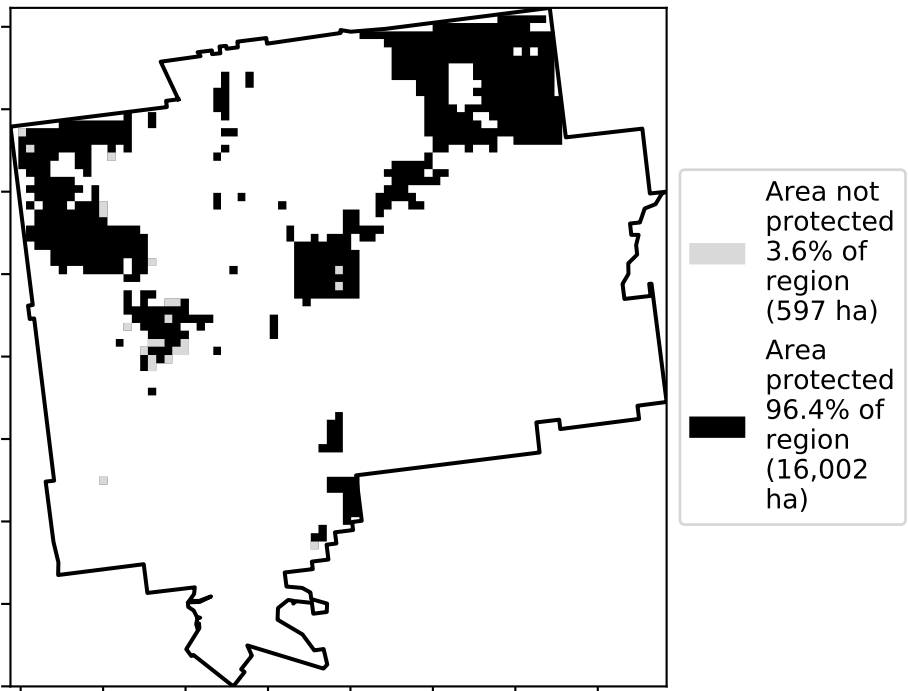 Area not
protected
3.6% of
region
(597 ha)
Area
protected
96.4% of
region
(16,002
ha)